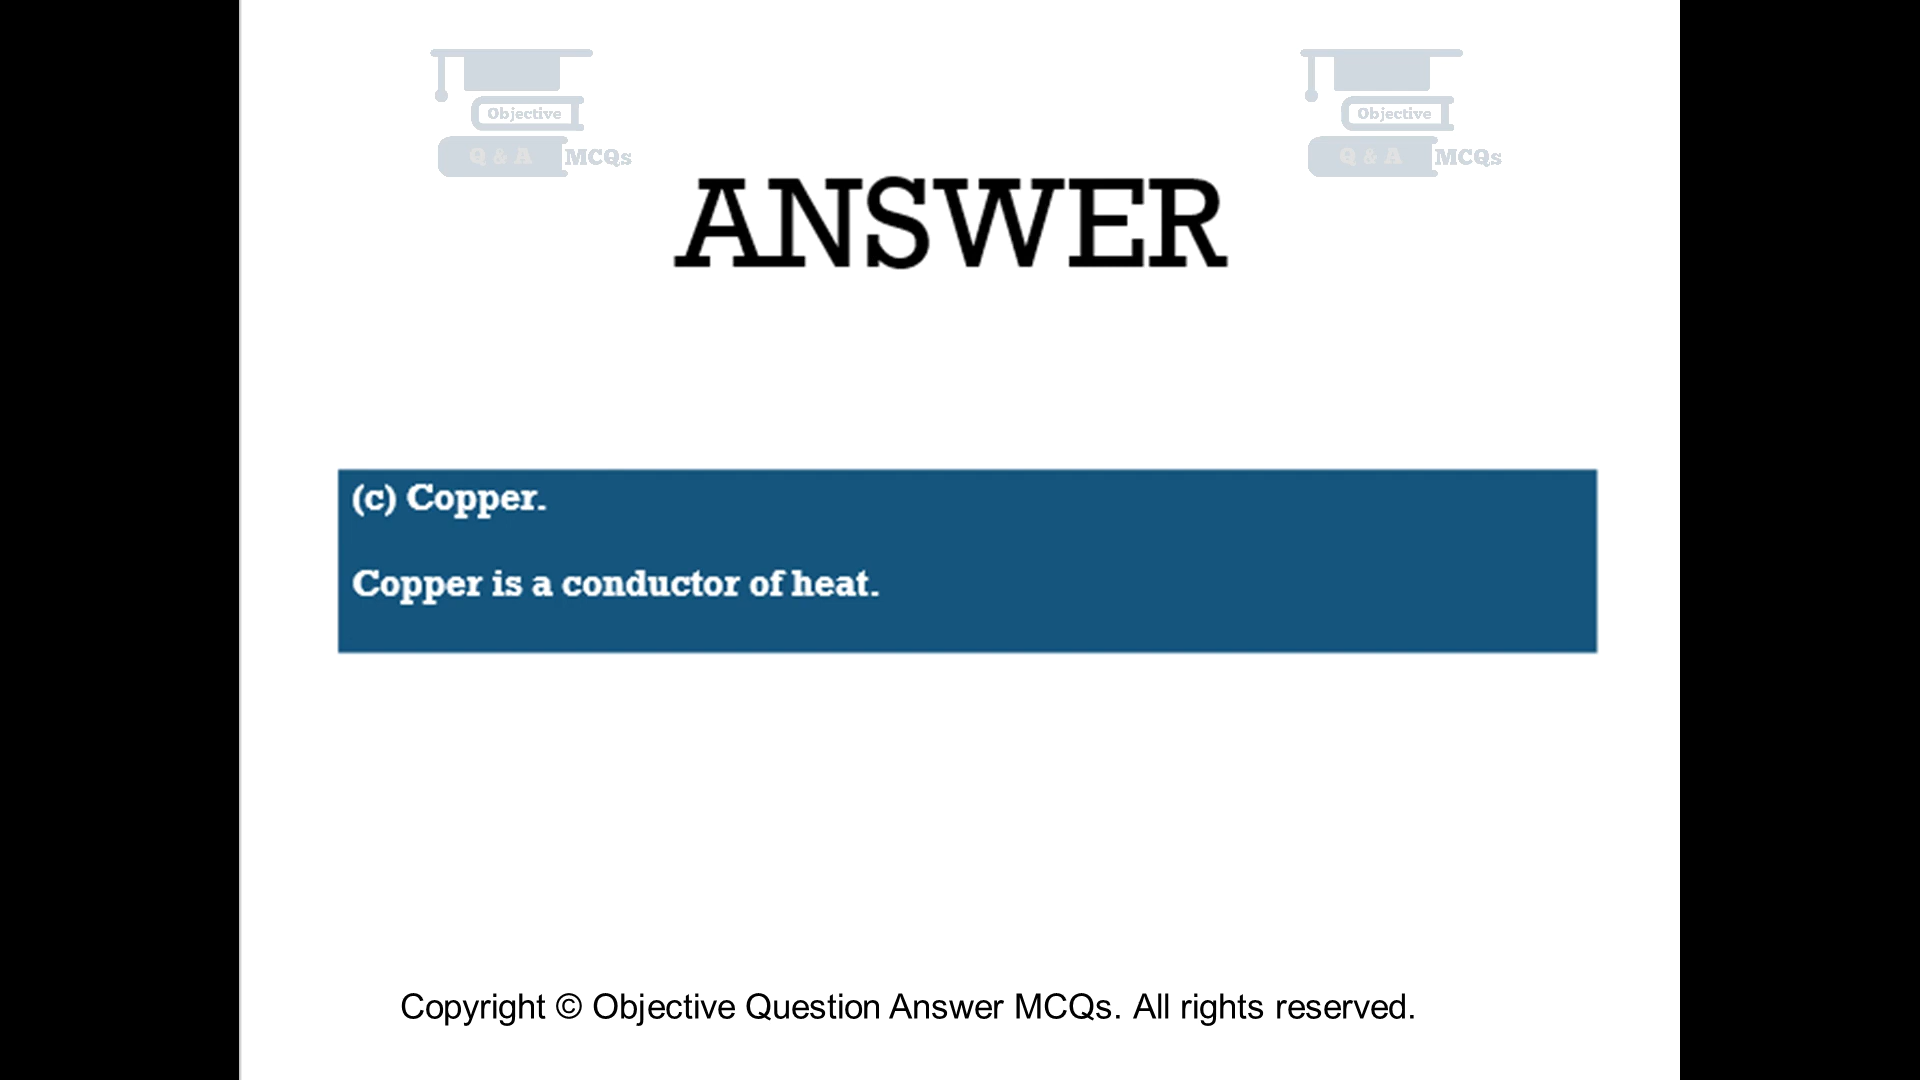 Objective
Q & A MCQs
Objective
Q & A MCQs
ANSWER
(c) Copper.
Copper is a conductor of heat.
Copyright © Objective Question Answer MCQs. All rights reserved.